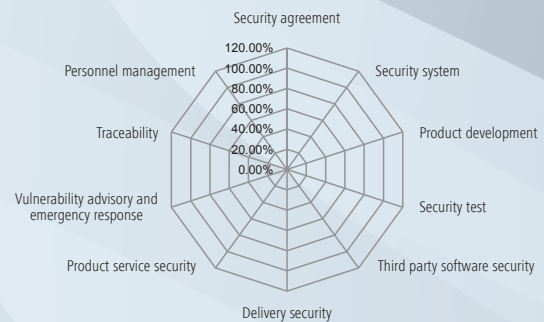 Security agreement
120.00%
100.00%
80.00%
60.00%
40.00%
20.00%
0.00%
Security system
Product development
Security test
Third party software security
Delivery security
Product service security
Vulnerability advisory and
emergency response
Traceability
Personnel management